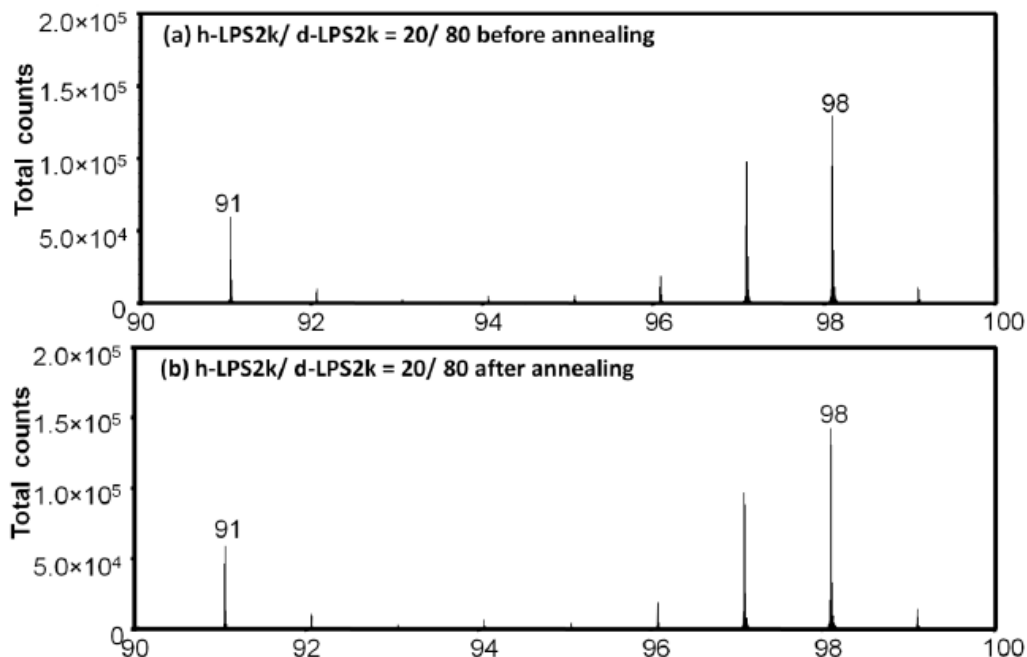 (a) h-LPS2k/ d-LPS2k = 20/ 80 before annealing
Total counts
2.0×10⁵
1.5×10⁵
1.0×10⁵
5.0×10⁴
0
91
98
90 92 94 96 98 100
(b) h-LPS2k/ d-LPS2k = 20/ 80 after annealing
Total counts
2.0×10⁵
1.5×10⁵
1.0×10⁵
5.0×10⁴
0
91
98
90 92 94 96 98 100